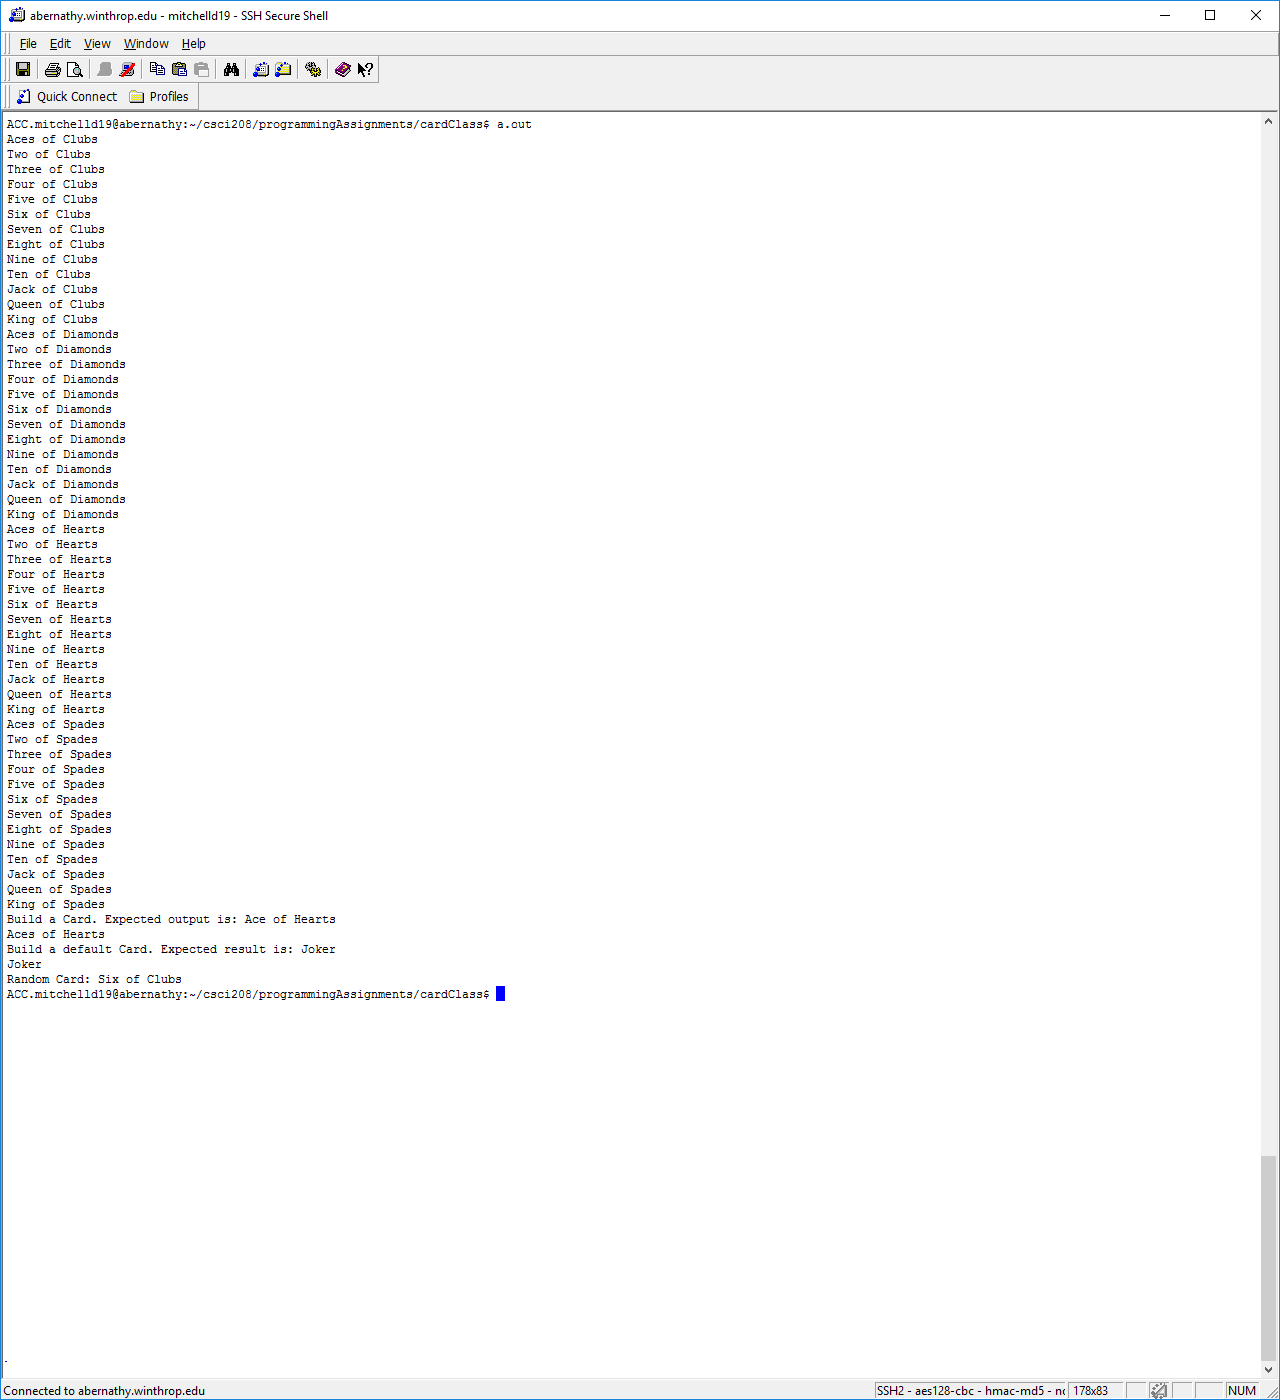 abernathy.winthrop.edu - mitchelld19 - SSH Secure Shell
File Edit View Window Help
Quick Connect Profiles
ACC.mitchelld19@abernathy:~/csci208/programmingAssignments/cardClass$ a.out
Aces of Clubs
Two of Clubs
Three of Clubs
Four of Clubs
Five of Clubs
Six of Clubs
Seven of Clubs
Eight of Clubs
Nine of Clubs
Ten of Clubs
Jack of Clubs
Queen of Clubs
King of Clubs
Aces of Diamonds
Two of Diamonds
Three of Diamonds
Four of Diamonds
Five of Diamonds
Six of Diamonds
Seven of Diamonds
Eight of Diamonds
Nine of Diamonds
Ten of Diamonds
Jack of Diamonds
Queen of Diamonds
King of Diamonds
Aces of Hearts
Two of Hearts
Three of Hearts
Four of Hearts
Five of Hearts
Six of Hearts
Seven of Hearts
Eight of Hearts
Nine of Hearts
Ten of Hearts
Jack of Hearts
Queen of Hearts
King of Hearts
Aces of Spades
Two of Spades
Three of Spades
Four of Spades
Five of Spades
Six of Spades
Seven of Spades
Eight of Spades
Nine of Spades
Ten of Spades
Jack of Spades
Queen of Spades
King of Spades
Build a Card. Expected output is: Ace of Hearts
Aces of Hearts
Build a default Card. Expected result is: Joker
Joker
Random Card: Six of Clubs
ACC.mitchelld19@abernathy:~/csci208/programmingAssignments/cardClass$
Connected to abernathy.winthrop.edu SSH2 - aes128-cbc - hmac-md5 - 178x83 NUM